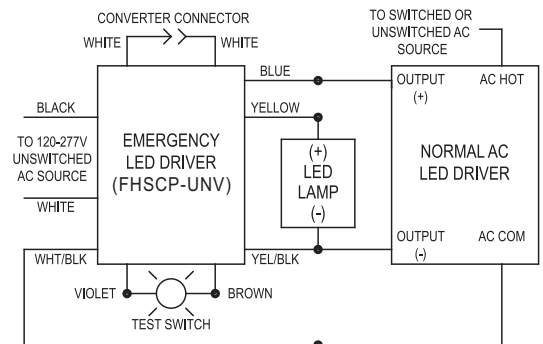 CONVERTER CONNECTOR
WHITE
WHITE
TO SWITCHED OR
UNSWITCHED AC
SOURCE
BLUE
OUTPUT
(+)
AC HOT
BLACK
YELLOW
TO 120-277V
UNSWITCHED
AC SOURCE
EMERGENCY
LED DRIVER
(FHSCP-UNV)
(+)
LED
LAMP
(-)
NORMAL AC
LED DRIVER
WHITE
OUTPUT
(-)
AC COM
WHT/BLK
YEL/BLK
VIOLET
BROWN
TEST SWITCH